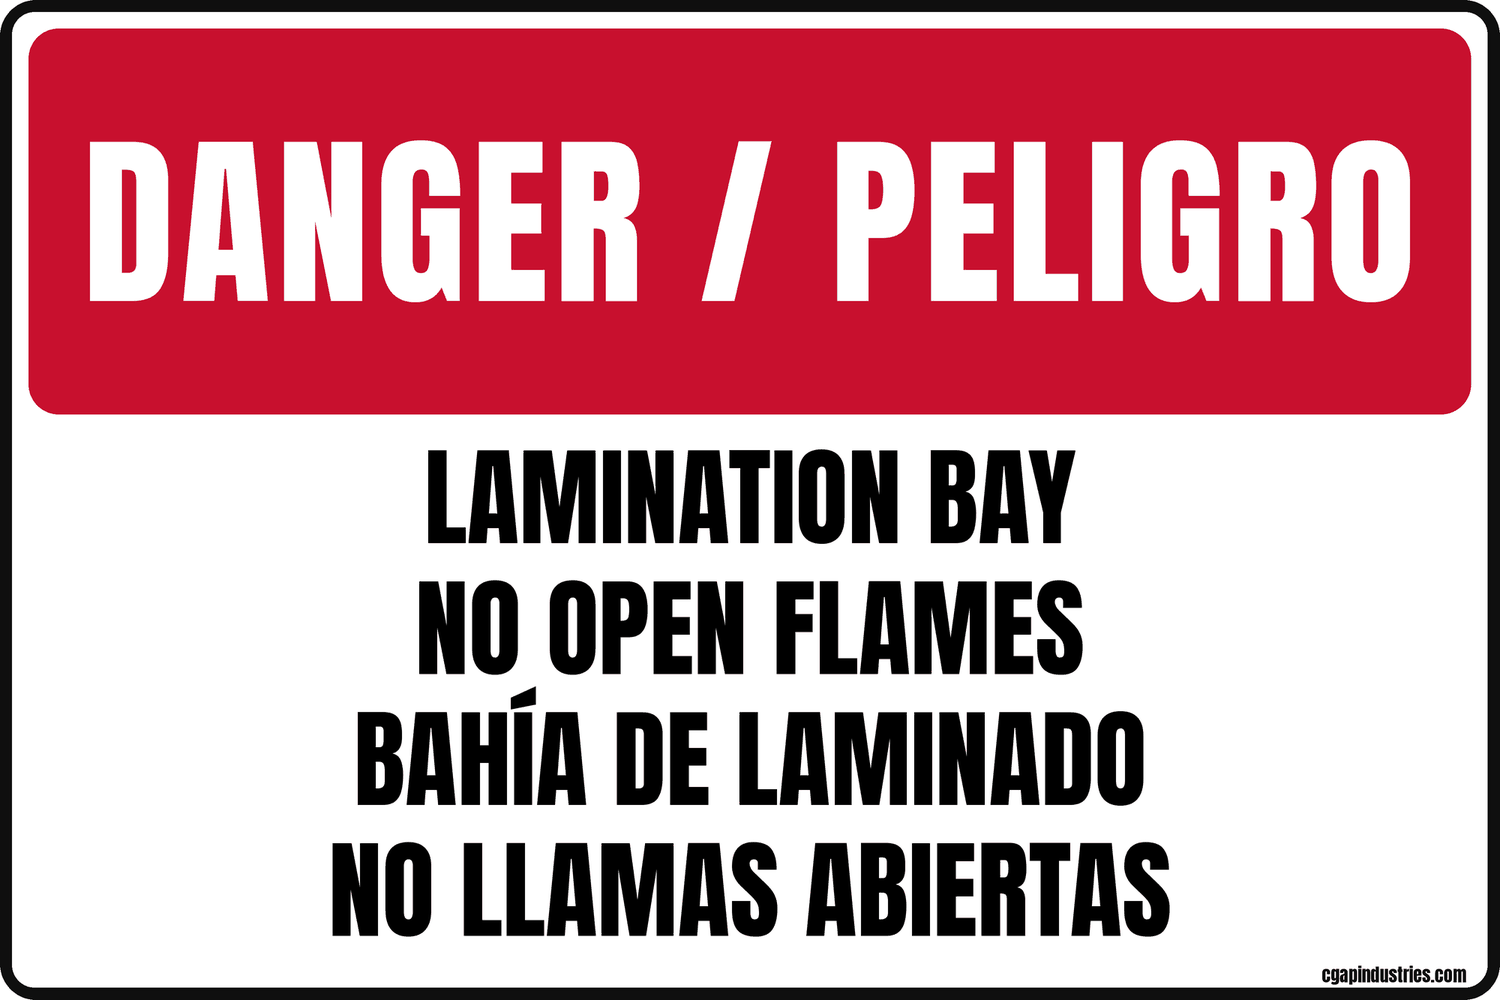 DANGER / PELIGRO
LAMINATION BAY
NO OPEN FLAMES
BAHÍA DE LAMINADO
NO LLAMAS ABIERTAS
cgapindustries.com